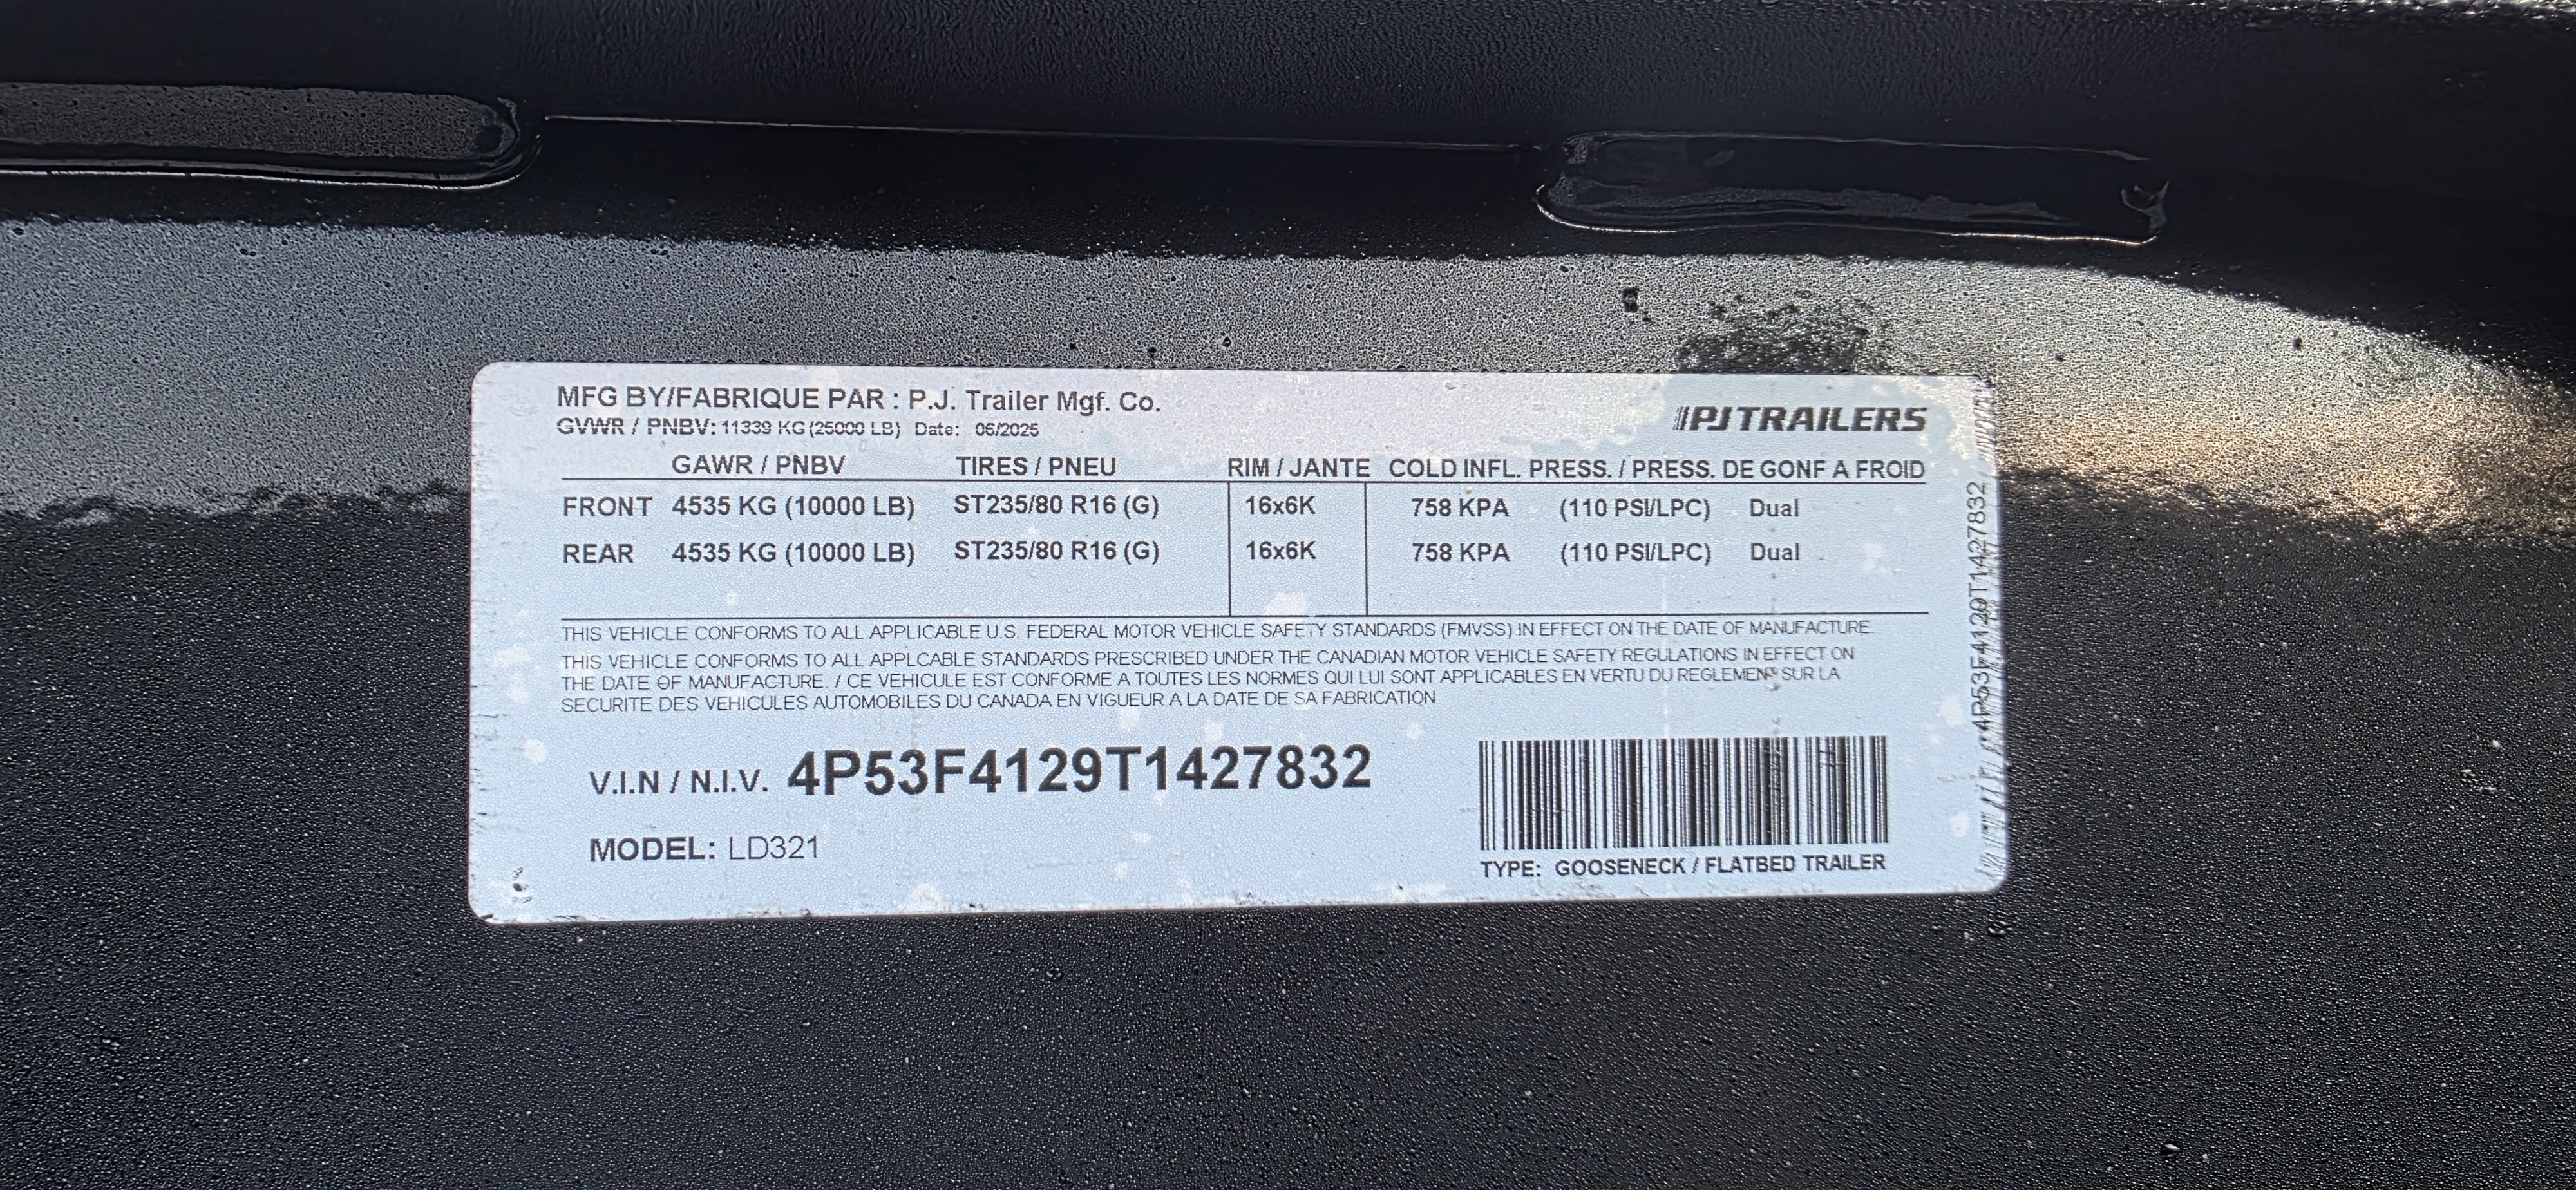 MFG BY/FABRIQUE PAR : P.J. Trailer Mgf. Co.
GVWR / PNBV: 11339 KG (25000 LB) Date: 06/2025
PJTRAILERS
GAWR / PNBV TIRES / PNEU RIM / JANTE COLD INFL. PRESS. / PRESS. DE GONF A FROID
FRONT 4535 KG (10000 LB) ST235/80 R16 (G) 16x6K 758 KPA (110 PSI/LPC) Dual
REAR 4535 KG (10000 LB) ST235/80 R16 (G) 16x6K 758 KPA (110 PSI/LPC) Dual
THIS VEHICLE CONFORMS TO ALL APPLICABLE U.S. FEDERAL MOTOR VEHICLE SAFETY STANDARDS (FMVSS) IN EFFECT ON THE DATE OF MANUFACTURE.
THIS VEHICLE CONFORMS TO ALL APPLCABLE STANDARDS PRESCRIBED UNDER THE CANADIAN MOTOR VEHICLE SAFETY REGULATIONS IN EFFECT ON
THE DATE OF MANUFACTURE. / CE VEHICULE EST CONFORME A TOUTES LES NORMES QUI LUI SONT APPLICABLES EN VERTU DU REGLEMENT SUR LA
SECURITE DES VEHICULES AUTOMOBILES DU CANADA EN VIGUEUR A LA DATE DE SA FABRICATION
V.I.N / N.I.V. 4P53F4129T1427832
MODEL: LD321
TYPE: GOOSENECK / FLATBED TRAILER
4P53F4129T1427832